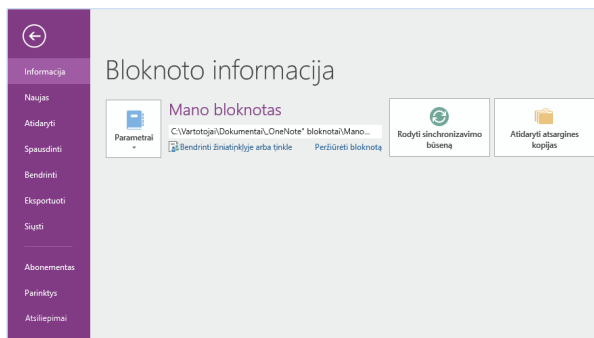 Informacija
Naujas
Atidaryti
Spausdinti
Bendrinti
Eksportuoti
Siųsti
Abonementas
Parinktys
Atsiliepimai
Bloknoto informacija
Parametrai
Mano bloknotas
C:\Vartotojai\Dokumentai\„OneNote“ bloknotai\Mano...
Bendrinti žiniatinklyje arba tinkle Peržiūrėti bloknotą
Rodyti sinchronizavimo
būseną
Atidaryti atsargines
kopijas